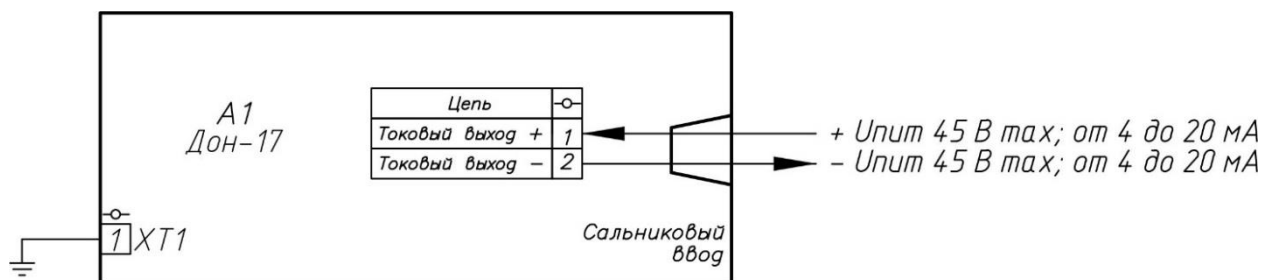 А1
Дон-17
Цепь
Токовый выход + 1
Токовый выход - 2
+ Uпит 45 В max; от 4 до 20 мА
- Uпит 45 В max; от 4 до 20 мА
1 XT1
Сальниковый
ввод